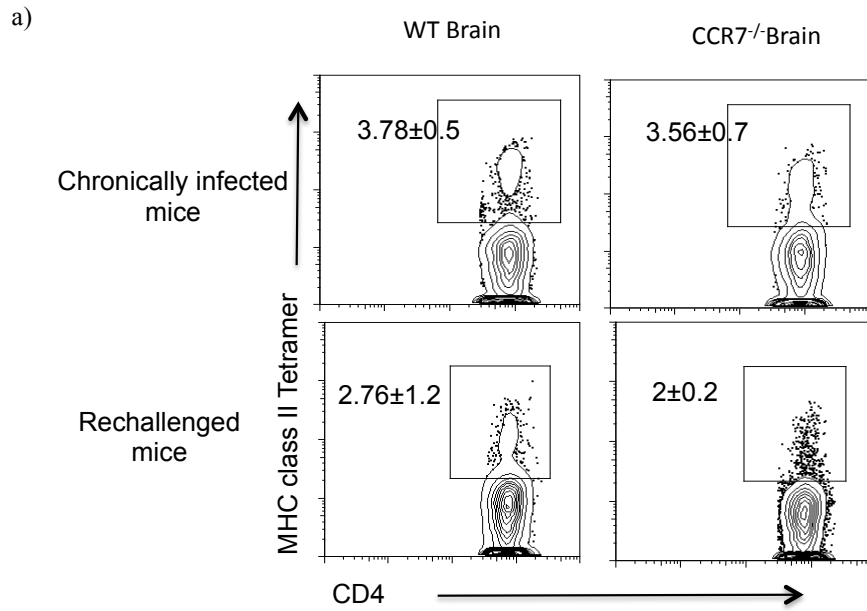 a)
WT Brain
CCR7-/-Brain
Chronically infected
mice
3.78±0.5
3.56±0.7
Rechallenged
mice
2.76±1.2
2±0.2
MHC class II Tetramer
CD4